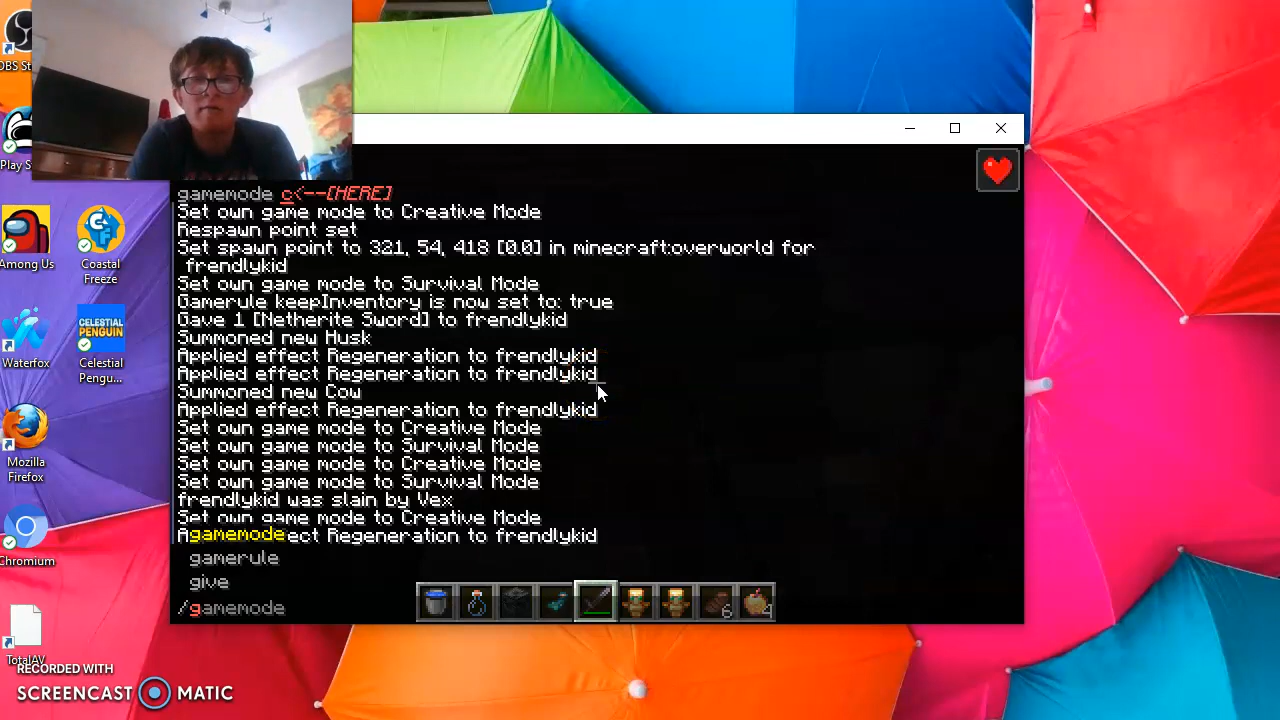 OBS St
Play S
Among Us
Coastal
Freeze
CF
Waterfox
CELESTIAL
PENGUIN
Celestial
Pengu...
Mozilla
Firefox
Chromium
TotalAV
gamemode c<--[HERE]
Set own game mode to Creative Mode
Respawn point set
Set spawn point to 321, 54, 418 [0.0] in minecraft:overworld for
frendlykid
Set own game mode to Survival Mode
Gamerule keepInventory is now set to: true
Gave 1 [Netherite Sword] to frendlykid
Summoned new Husk
Applied effect Regeneration to frendlykid
Applied effect Regeneration to frendlykid
Summoned new Cow
Applied effect Regeneration to frendlykid
Set own game mode to Creative Mode
Set own game mode to Survival Mode
Set own game mode to Creative Mode
Set own game mode to Survival Mode
frendlykid was slain by Vex
Set own game mode to Creative Mode
ect Regeneration to frendlykid
gamemode
gamerule
give
/gamemode
6
4
RECORDED WITH
SCREENCAST MATIC